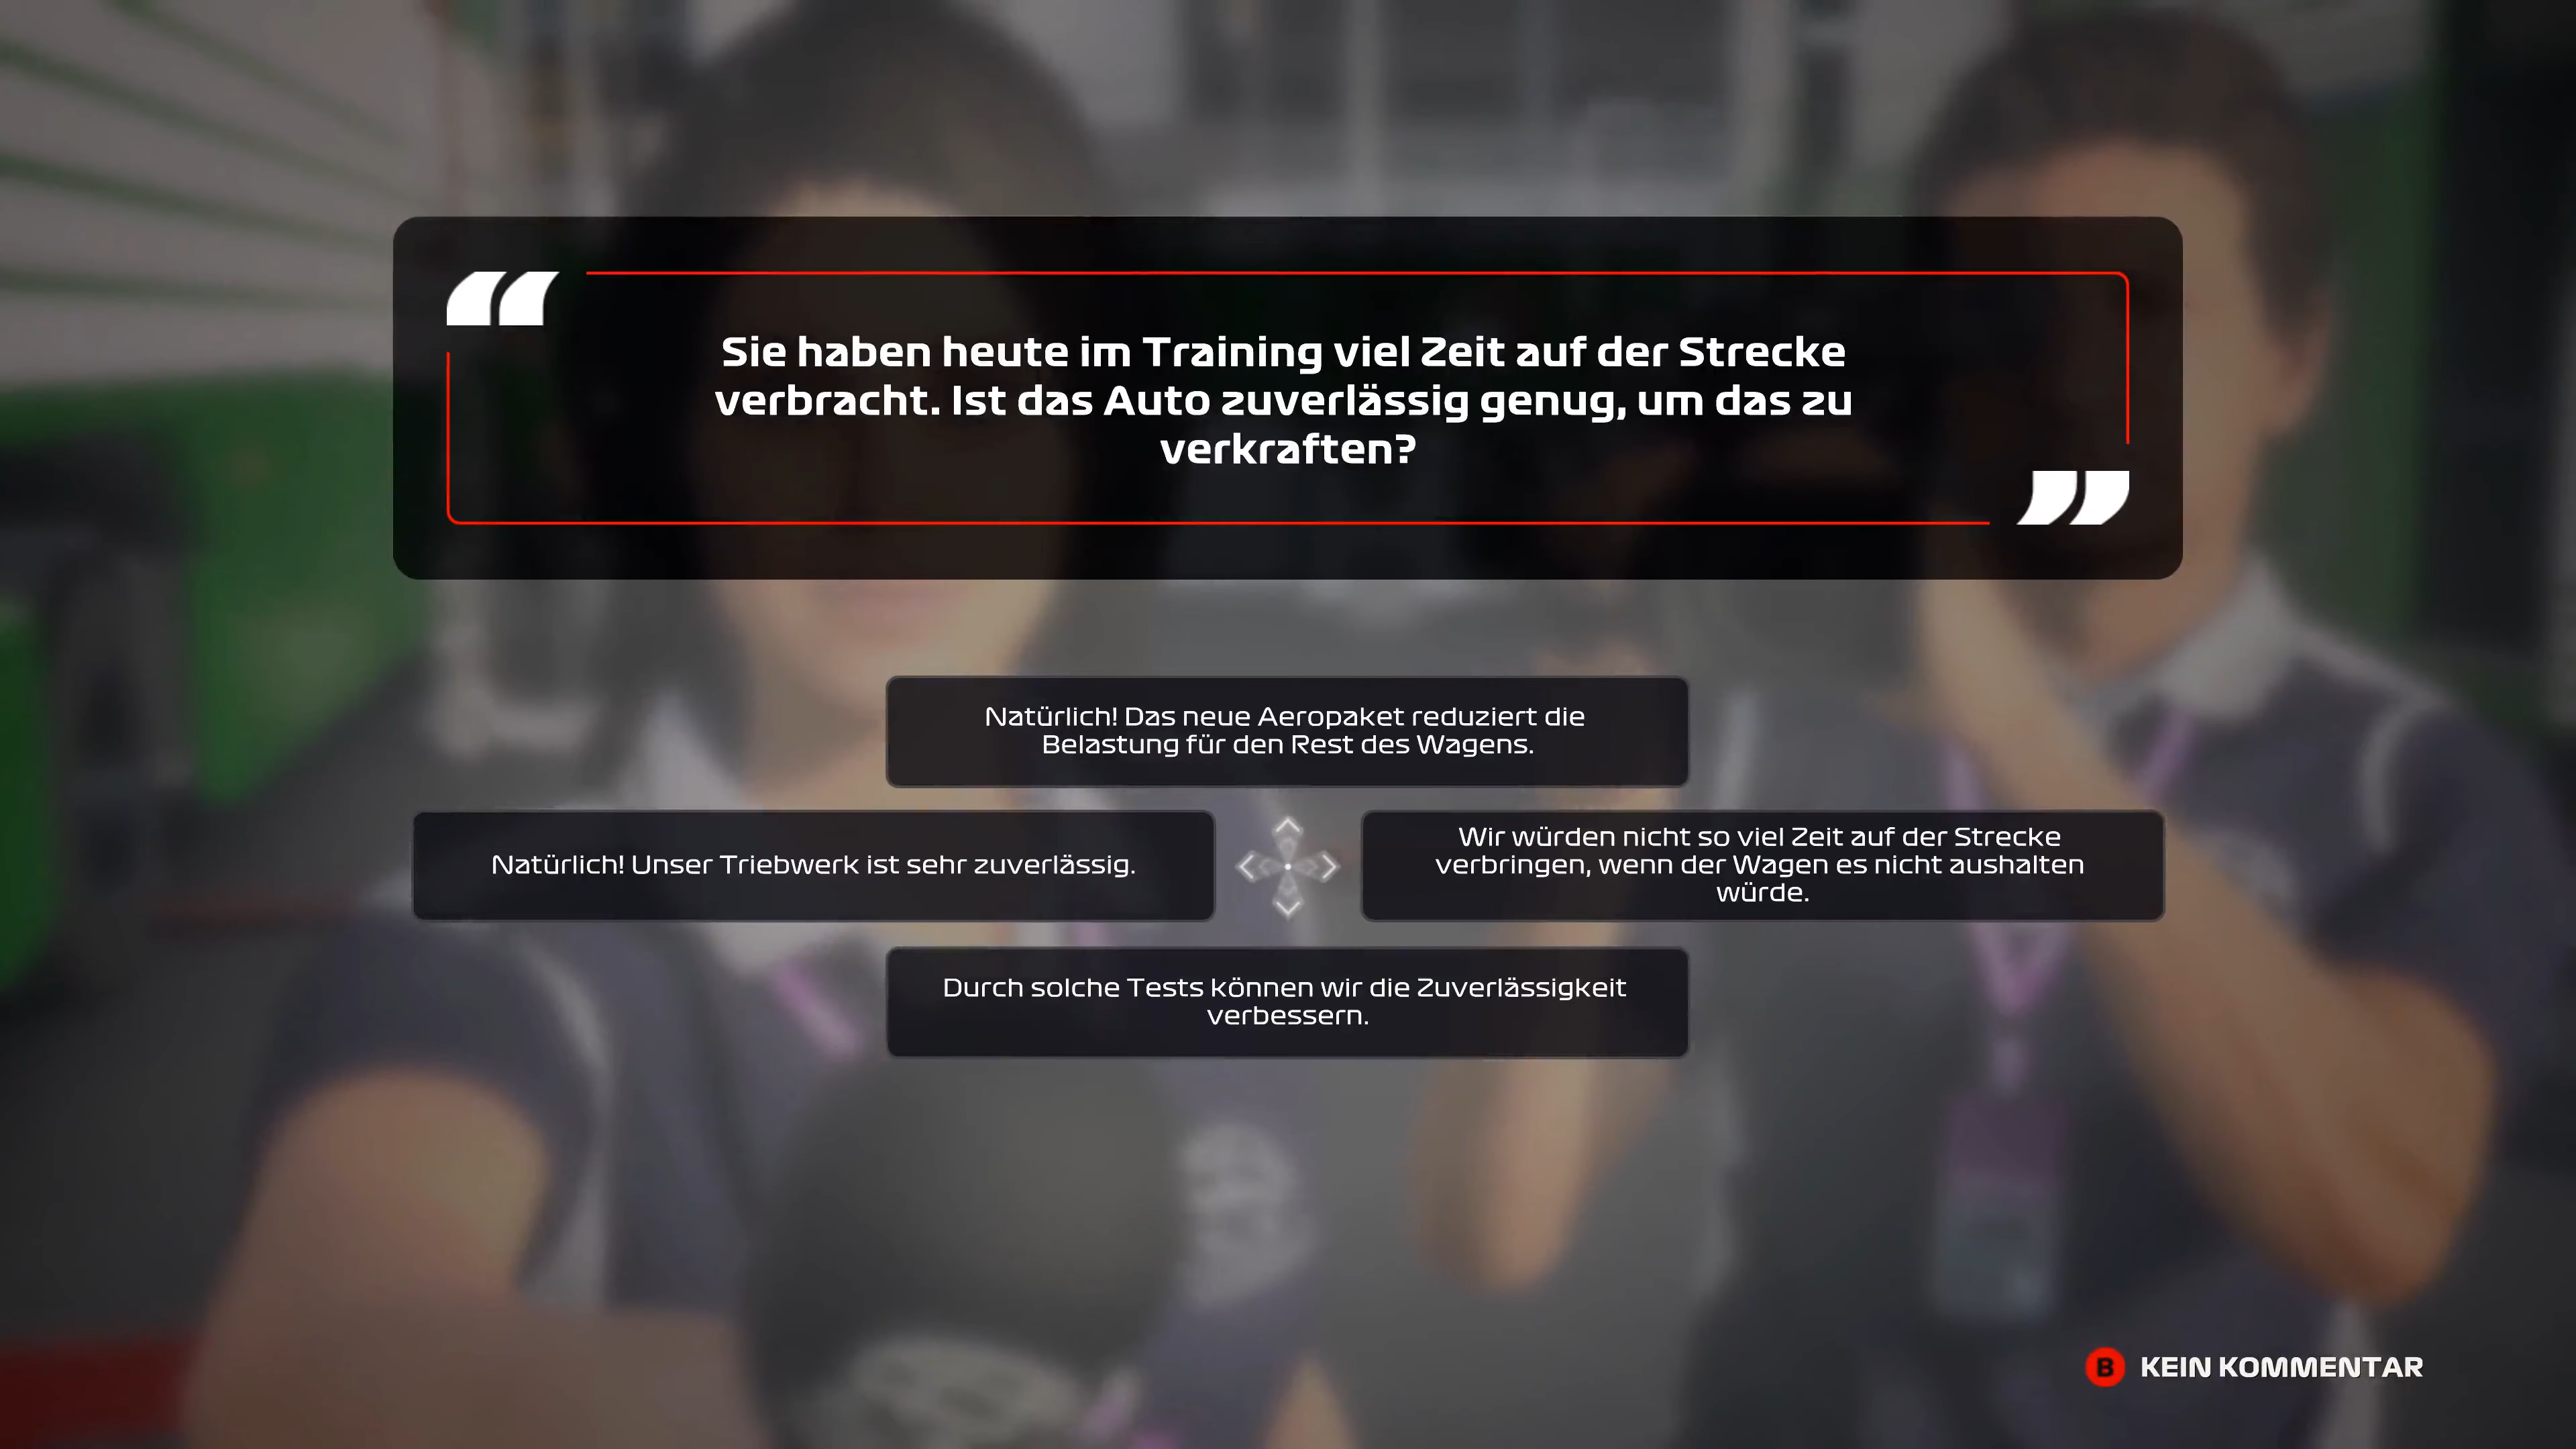 Sie haben heute im Training viel Zeit auf der Strecke
verbracht. Ist das Auto zuverlässig genug, um das zu
verkraften?
Natürlich! Das neue Aeropaket reduziert die
Belastung für den Rest des Wagens.
Natürlich! Unser Triebwerk ist sehr zuverlässig.
Wir würden nicht so viel Zeit auf der Strecke
verbringen, wenn der Wagen es nicht aushalten
würde.
Durch solche Tests können wir die Zuverlässigkeit
verbessern.
B KEIN KOMMENTAR